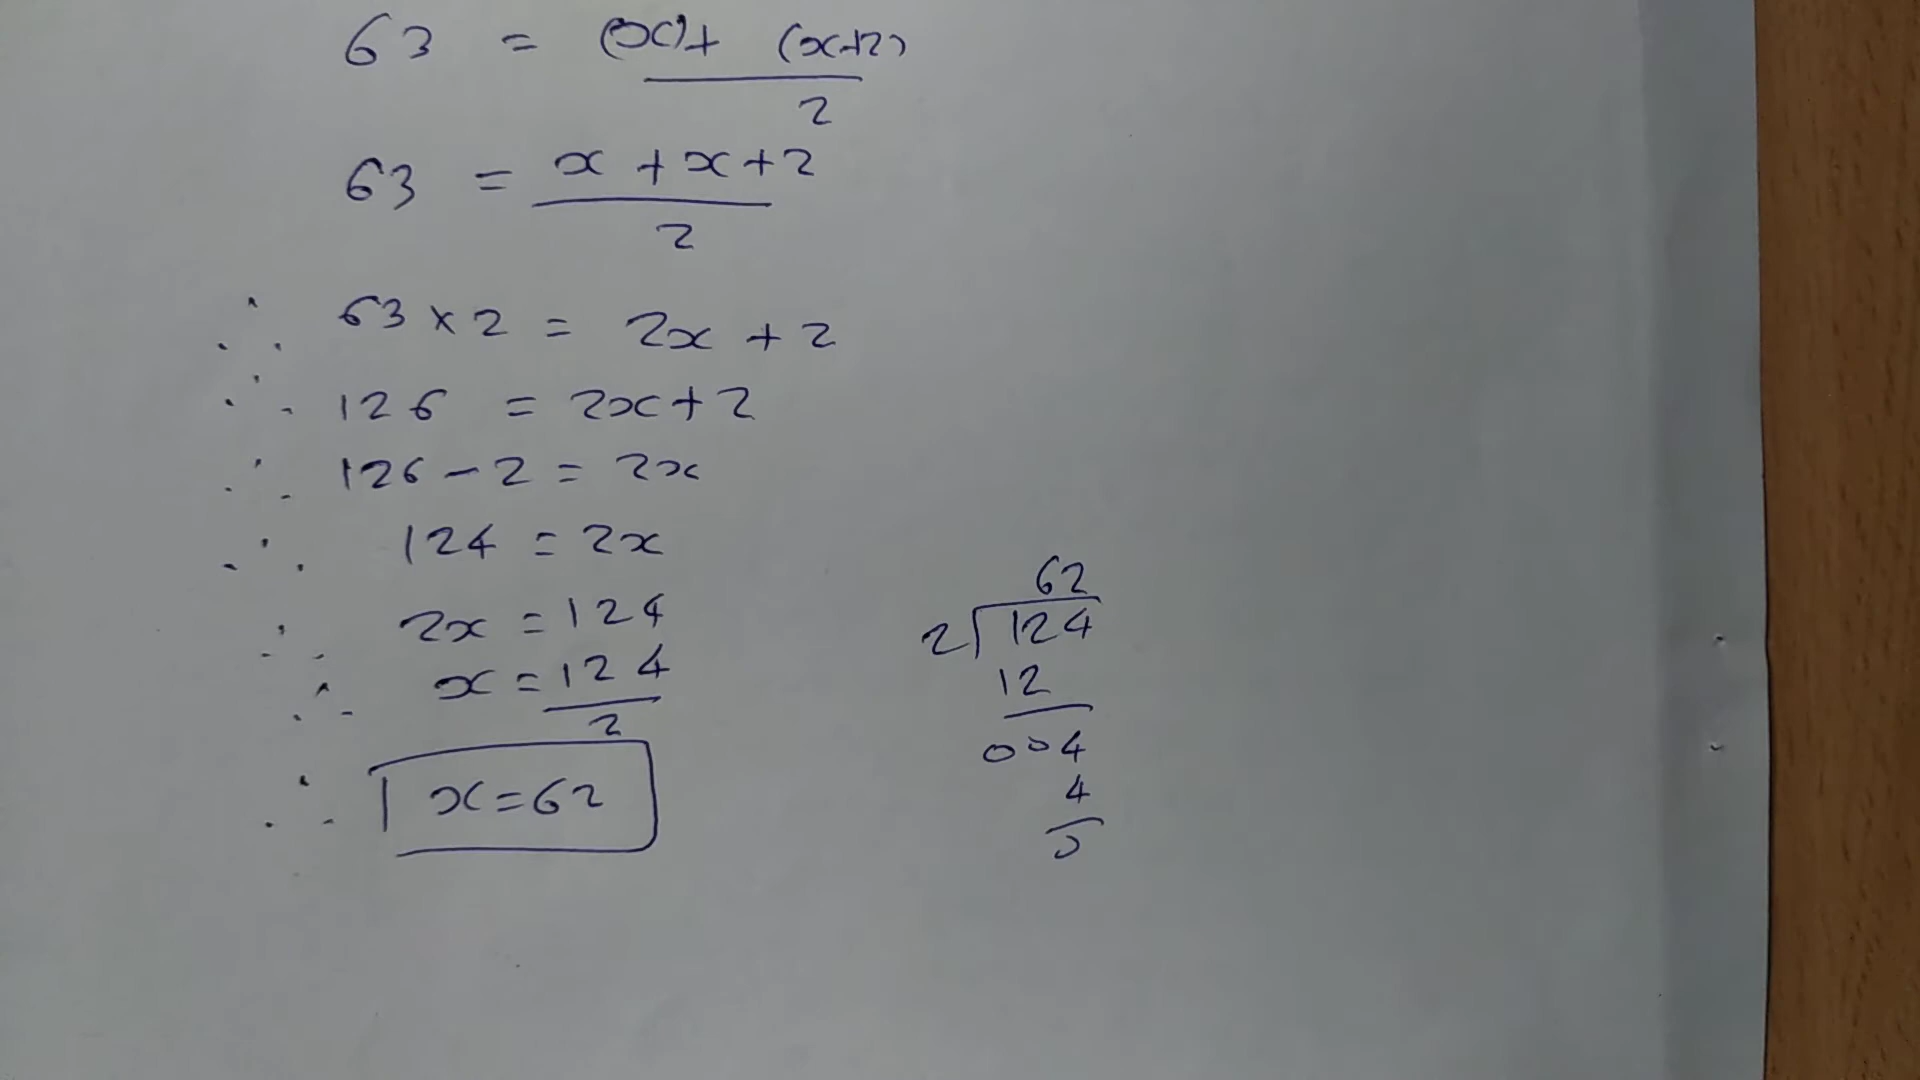 63 = (x)+ (x+2)
2
63 = x + x + 2
2
∴ 63 × 2 = 2x + 2
∴ 126 = 2x + 2
∴ 126 - 2 = 2x
∴ 124 = 2x
∴ 2x = 124
∴ x = 124
2
∴ x = 62
62
2 124
12
004
4
0